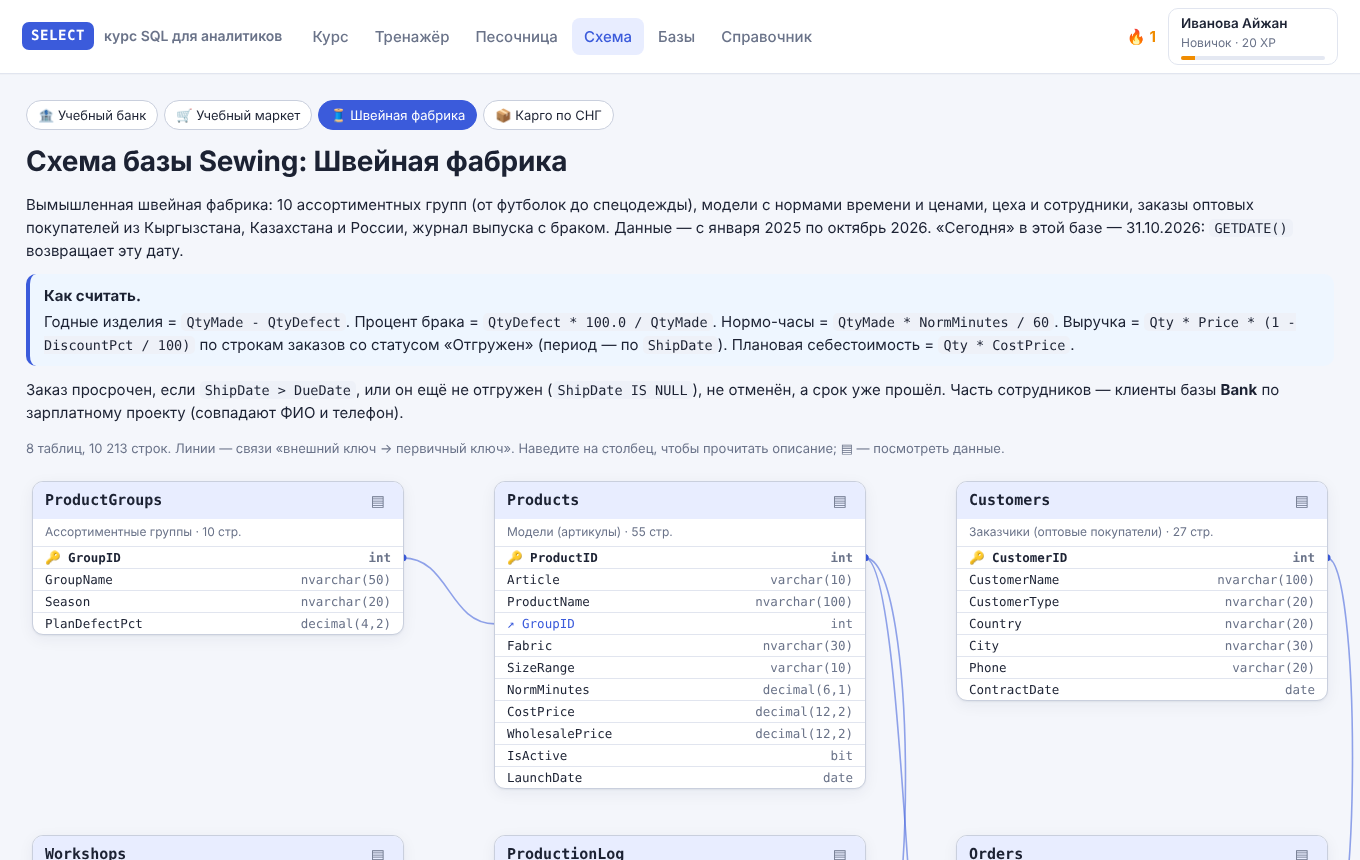 SELECT курс SQL для аналитиков Курс Тренажёр Песочница Схема Базы Справочник 🔥 1 Иванова Айжан
Новичок · 20 XP
🏦 Учебный банк 🛒 Учебный маркет 🧵 Швейная фабрика 📦 Карго по СНГ
Схема базы Sewing: Швейная фабрика
Вымышленная швейная фабрика: 10 ассортиментных групп (от футболок до спецодежды), модели с нормами времени и ценами, цеха и сотрудники, заказы оптовых
покупателей из Кыргызстана, Казахстана и России, журнал выпуска с браком. Данные — с января 2025 по октябрь 2026. «Сегодня» в этой базе — 31.10.2026: GETDATE()
возвращает эту дату.
Как считать.
Годные изделия = QtyMade - QtyDefect. Процент брака = QtyDefect * 100.0 / QtyMade. Нормо-часы = QtyMade * NormMinutes / 60. Выручка = Qty * Price * (1 -
DiscountPct / 100) по строкам заказов со статусом «Отгружен» (период — по ShipDate). Плановая себестоимость = Qty * CostPrice.
Заказ просрочен, если ShipDate > DueDate, или он ещё не отгружен (ShipDate IS NULL), не отменён, а срок уже прошёл. Часть сотрудников — клиенты базы Bank по
зарплатному проекту (совпадают ФИО и телефон).
8 таблиц, 10 213 строк. Линии — связи «внешний ключ → первичный ключ». Наведите на столбец, чтобы прочитать описание; ▤ — посмотреть данные.
ProductGroups ▤
Ассортиментные группы · 10 стр.
🔑 GroupID int
GroupName nvarchar(50)
Season nvarchar(20)
PlanDefectPct decimal(4,2)
Products ▤
Модели (артикулы) · 55 стр.
🔑 ProductID int
Article varchar(10)
ProductName nvarchar(100)
↗ GroupID int
Fabric nvarchar(30)
SizeRange varchar(10)
NormMinutes decimal(6,1)
CostPrice decimal(12,2)
WholesalePrice decimal(12,2)
IsActive bit
LaunchDate date
Customers ▤
Заказчики (оптовые покупатели) · 27 стр.
🔑 CustomerID int
CustomerName nvarchar(100)
CustomerType nvarchar(20)
Country nvarchar(20)
City nvarchar(30)
Phone varchar(20)
ContractDate date
Workshops ▤
ProductionLog ▤
Orders ▤